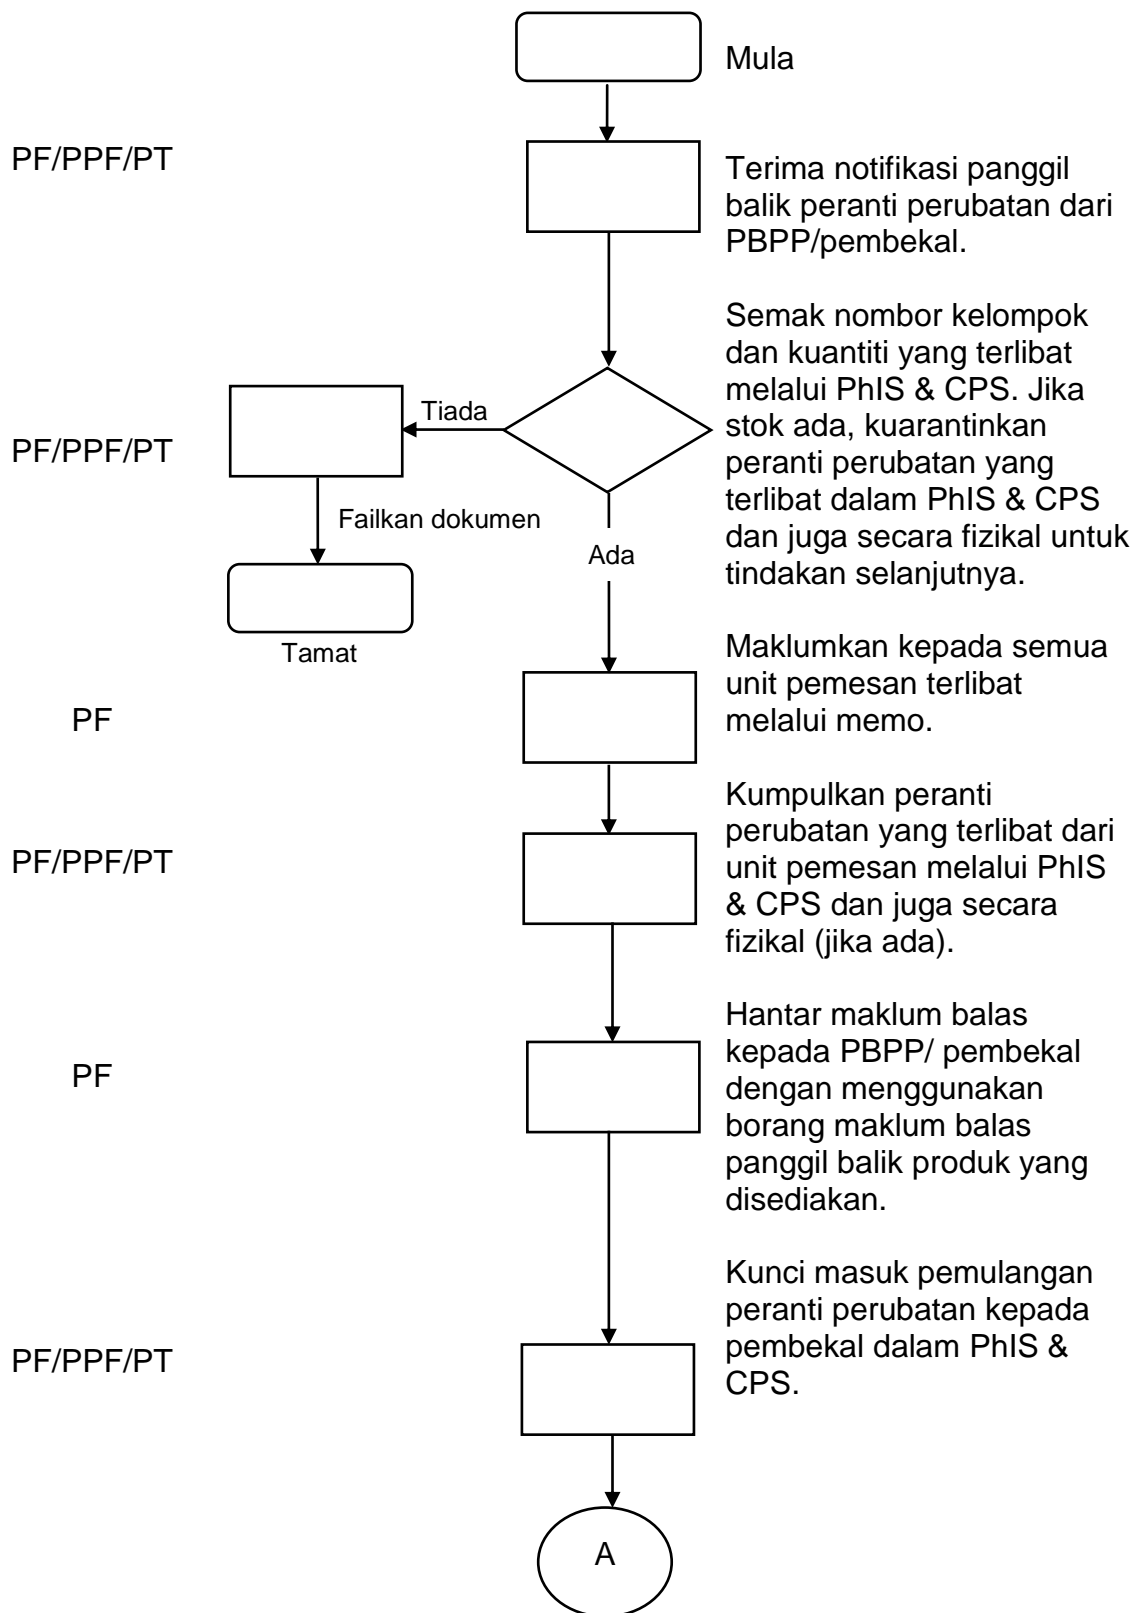 Mula
PF/PPF/PT
Terima notifikasi panggil
balik peranti perubatan dari
PBPP/pembekal.
PF/PPF/PT
Semak nombor kelompok
dan kuantiti yang terlibat
melalui PhIS & CPS. Jika
stok ada, kuarantinkan
peranti perubatan yang
terlibat dalam PhIS & CPS
dan juga secara fizikal untuk
tindakan selanjutnya.
Tiada
Failkan dokumen
Tamat
Ada
PF
Maklumkan kepada semua
unit pemesan terlibat
melalui memo.
PF/PPF/PT
Kumpulkan peranti
perubatan yang terlibat dari
unit pemesan melalui PhIS
& CPS dan juga secara
fizikal (jika ada).
PF
Hantar maklum balas
kepada PBPP/ pembekal
dengan menggunakan
borang maklum balas
panggil balik produk yang
disediakan.
PF/PPF/PT
Kunci masuk pemulangan
peranti perubatan kepada
pembekal dalam PhIS &
CPS.
A